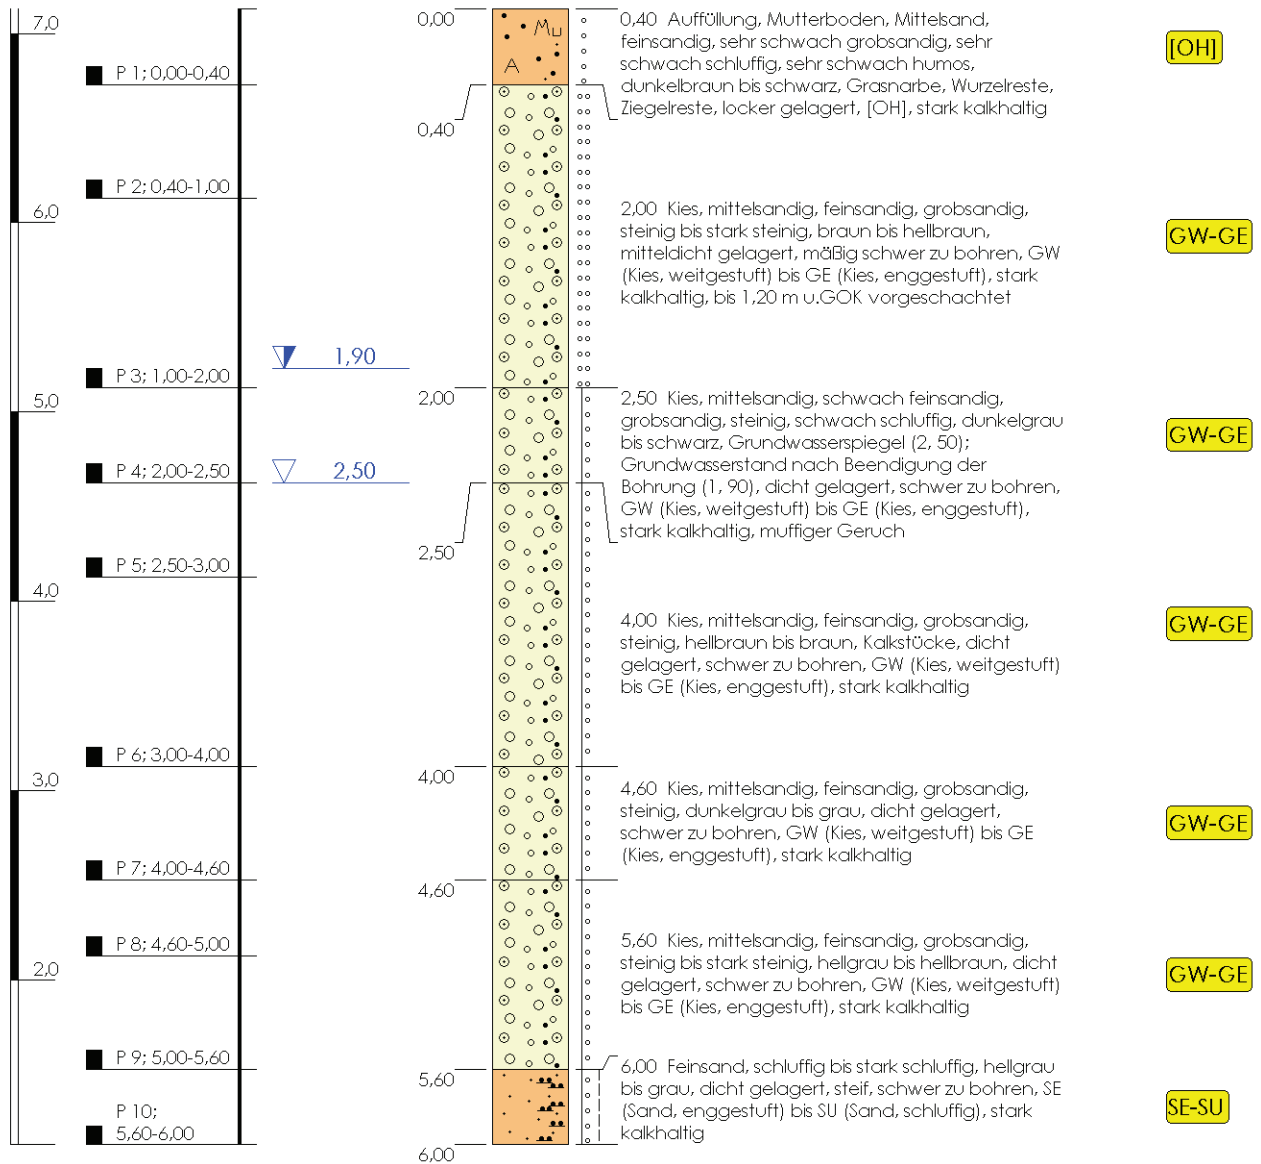 7,0
6,0
5,0
4,0
3,0
2,0
P 1; 0,00-0,40
P 2; 0,40-1,00
P 3; 1,00-2,00
P 4; 2,00-2,50
P 5; 2,50-3,00
P 6; 3,00-4,00
P 7; 4,00-4,60
P 8; 4,60-5,00
P 9; 5,00-5,60
P 10;
5,60-6,00
1,90
2,50
0,00
0,40
2,00
2,50
4,00
4,60
5,60
6,00
Mu
A
0,40 Auffüllung, Mutterboden, Mittelsand,
feinsandig, sehr schwach grobsandig, sehr
schwach schluffig, sehr schwach humos,
dunkelbraun bis schwarz, Grasnarbe, Wurzelreste,
Ziegelreste, locker gelagert, [OH], stark kalkhaltig
[OH]
2,00 Kies, mittelsandig, feinsandig, grobsandig,
steinig bis stark steinig, braun bis hellbraun,
mitteldicht gelagert, mäßig schwer zu bohren, GW
(Kies, weitgestuft) bis GE (Kies, enggestuft), stark
kalkhaltig, bis 1,20 m u.GOK vorgeschachtet
GW-GE
2,50 Kies, mittelsandig, schwach feinsandig,
grobsandig, steinig, schwach schluffig, dunkelgrau
bis schwarz, Grundwasserspiegel (2, 50);
Grundwasserstand nach Beendigung der
Bohrung (1, 90), dicht gelagert, schwer zu bohren,
GW (Kies, weitgestuft) bis GE (Kies, enggestuft),
stark kalkhaltig, muffiger Geruch
GW-GE
4,00 Kies, mittelsandig, feinsandig, grobsandig,
steinig, hellbraun bis braun, Kalkstücke, dicht
gelagert, schwer zu bohren, GW (Kies, weitgestuft)
bis GE (Kies, enggestuft), stark kalkhaltig
GW-GE
4,60 Kies, mittelsandig, feinsandig, grobsandig,
steinig, dunkelgrau bis grau, dicht gelagert,
schwer zu bohren, GW (Kies, weitgestuft) bis GE
(Kies, enggestuft), stark kalkhaltig
GW-GE
5,60 Kies, mittelsandig, feinsandig, grobsandig,
steinig bis stark steinig, hellgrau bis hellbraun, dicht
gelagert, schwer zu bohren, GW (Kies, weitgestuft)
bis GE (Kies, enggestuft), stark kalkhaltig
GW-GE
6,00 Feinsand, schluffig bis stark schluffig, hellgrau
bis grau, dicht gelagert, steif, schwer zu bohren, SE
(Sand, enggestuft) bis SU (Sand, schluffig), stark
kalkhaltig
SE-SU